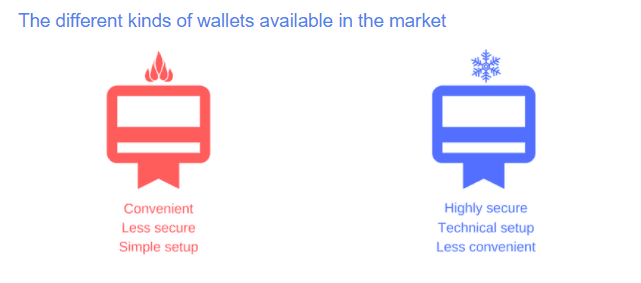 The different kinds of wallets available in the market
Convenient
Less secure
Simple setup
Highly secure
Technical setup
Less convenient